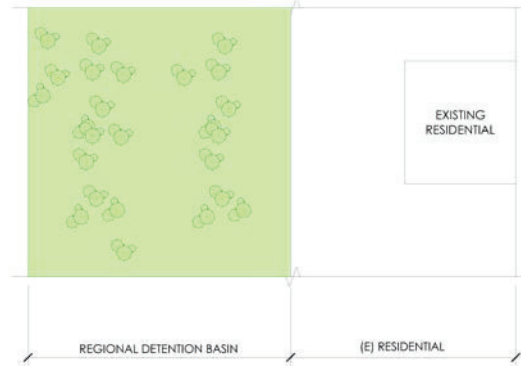 EXISTING
RESIDENTIAL
REGIONAL DETENTION BASIN
(E) RESIDENTIAL